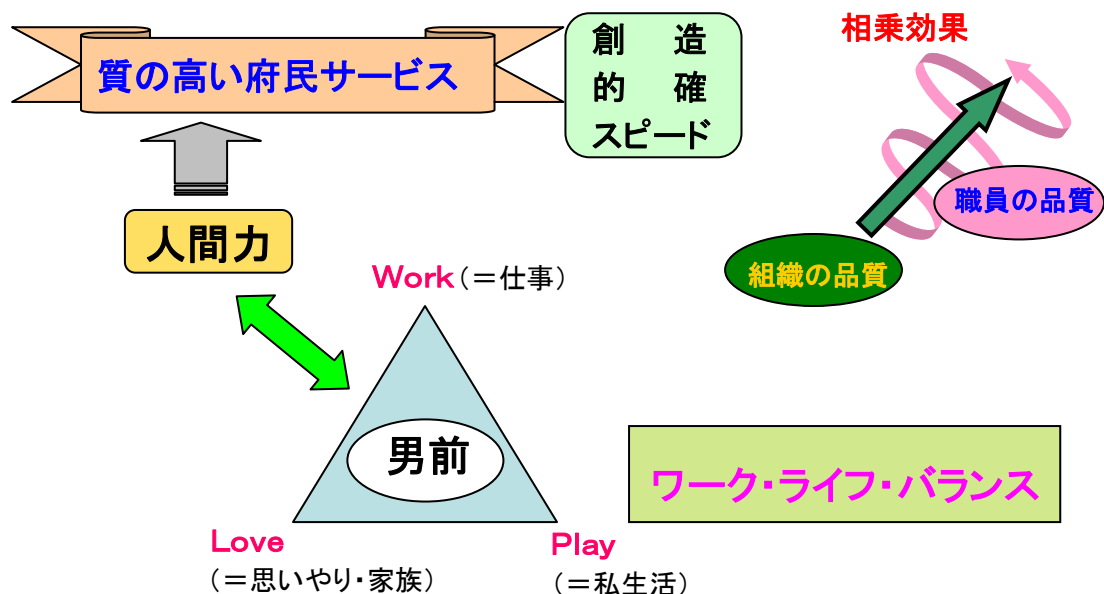 質の高い府民サービス
創 造
的 確
スピード
相乗効果
職員の品質
組織の品質
人間力
Work(=仕事)
男前
ワーク・ライフ・バランス
Love
(=思いやり・家族)
Play
(=私生活)